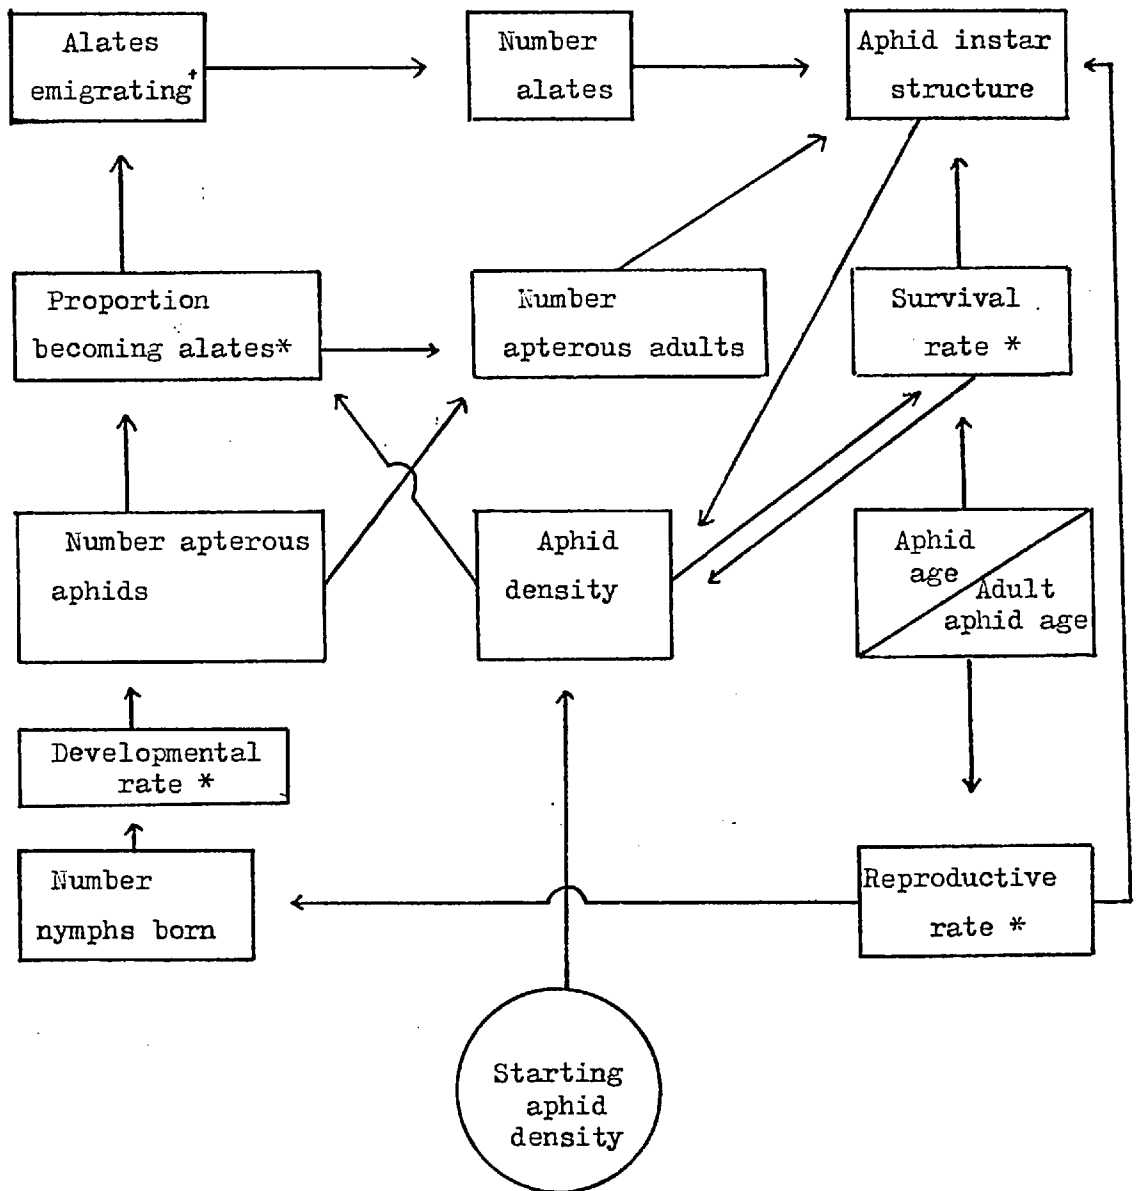 Alates
emigrating†
Number
alates
Aphid instar
structure
Proportion
becoming alates*
Number
apterous adults
Survival
rate *
Number apterous
aphids
Aphid
density
Aphid
age
Adult
aphid age
Developmental
rate *
Number
nymphs born
Reproductive
rate *
Starting
aphid
density